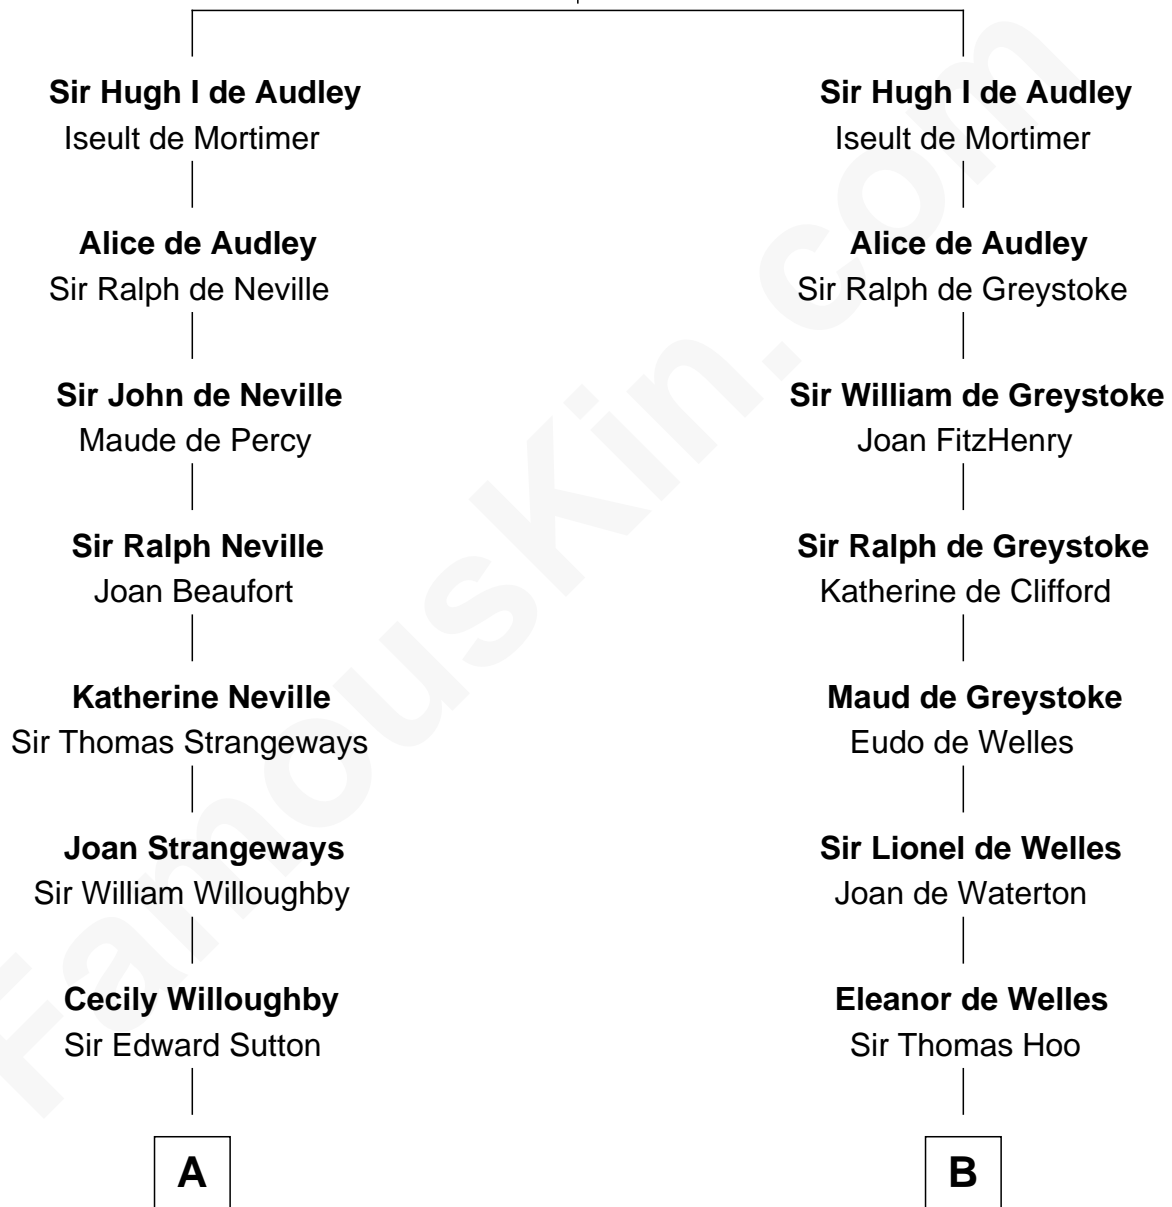 Sir Hugh I de Audley
Iseult de Mortimer
Alice de Audley
Sir Ralph de Neville
Sir John de Neville
Maude de Percy
Sir Ralph Neville
Joan Beaufort
Katherine Neville
Sir Thomas Strangeways
Joan Strangeways
Sir William Willoughby
Cecily Willoughby
Sir Edward Sutton
A
Sir Hugh I de Audley
Iseult de Mortimer
Alice de Audley
Sir Ralph de Greystoke
Sir William de Greystoke
Joan FitzHenry
Sir Ralph de Greystoke
Katherine de Clifford
Maud de Greystoke
Eudo de Welles
Sir Lionel de Welles
Joan de Waterton
Eleanor de Welles
Sir Thomas Hoo
B
FamousKin.com